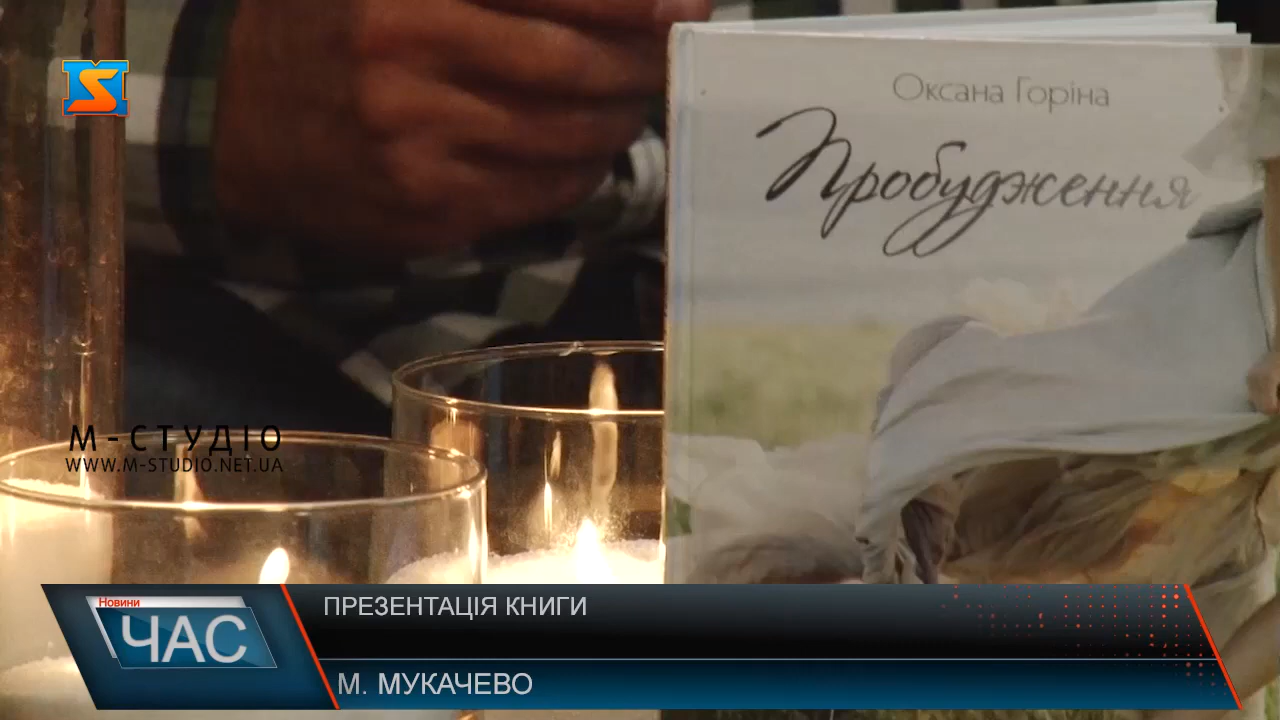 Оксана Горіна
Пробудження
М-СТУДІО
WWW.M-STUDIO.NET.UA
Новини
ЧАС
ПРЕЗЕНТАЦІЯ КНИГИ
М. МУКАЧЕВО